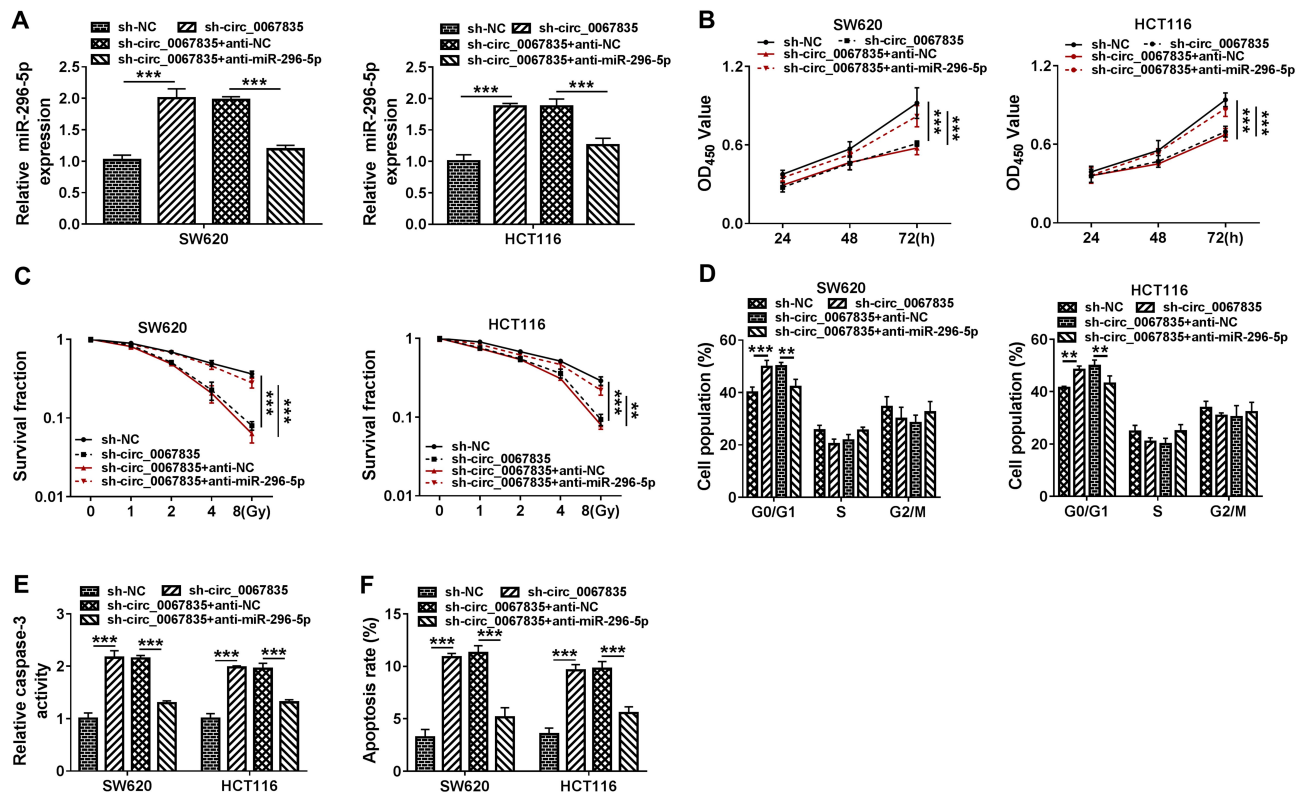 A
sh-NC sh-circ_0067835
sh-circ_0067835+anti-NC
sh-circ_0067835+anti-miR-296-5p
Relative miR-296-5p
expression
2.5
2.0
1.5
1.0
0.5
0.0
*** ***
SW620
sh-NC sh-circ_0067835
sh-circ_0067835+anti-NC
sh-circ_0067835+anti-miR-296-5p
Relative miR-296-5p
expression
2.5
2.0
1.5
1.0
0.5
0.0
*** ***
HCT116
B
SW620
sh-NC sh-circ_0067835
sh-circ_0067835+anti-NC
sh-circ_0067835+anti-miR-296-5p
OD450 Value
1.2
0.6
0.0
*** ***
24 48 72(h)
HCT116
sh-NC sh-circ_0067835
sh-circ_0067835+anti-NC
sh-circ_0067835+anti-miR-296-5p
OD450 Value
1.2
0.6
0.0
*** ***
24 48 72(h)
C
SW620
Survival fraction
1
0.1
0.01
*** ***
sh-NC
sh-circ_0067835
sh-circ_0067835+anti-NC
sh-circ_0067835+anti-miR-296-5p
0 1 2 4 8(Gy)
HCT116
Survival fraction
1
0.1
0.01
*** **
sh-NC
sh-circ_0067835
sh-circ_0067835+anti-NC
sh-circ_0067835+anti-miR-296-5p
0 1 2 4 8(Gy)
D
SW620
sh-NC sh-circ_0067835
sh-circ_0067835+anti-NC
sh-circ_0067835+anti-miR-296-5p
Cell population (%)
60
40
20
0
*** **
G0/G1 S G2/M
HCT116
sh-NC sh-circ_0067835
sh-circ_0067835+anti-NC
sh-circ_0067835+anti-miR-296-5p
Cell population (%)
60
40
20
0
** **
G0/G1 S G2/M
E
sh-NC sh-circ_0067835
sh-circ_0067835+anti-NC
sh-circ_0067835+anti-miR-296-5p
Relative caspase-3
activity
3
2
1
0
*** *** *** ***
SW620 HCT116
F
sh-NC sh-circ_0067835
sh-circ_0067835+anti-NC
sh-circ_0067835+anti-miR-296-5p
Apoptosis rate (%)
15
10
5
0
*** *** *** ***
SW620 HCT116